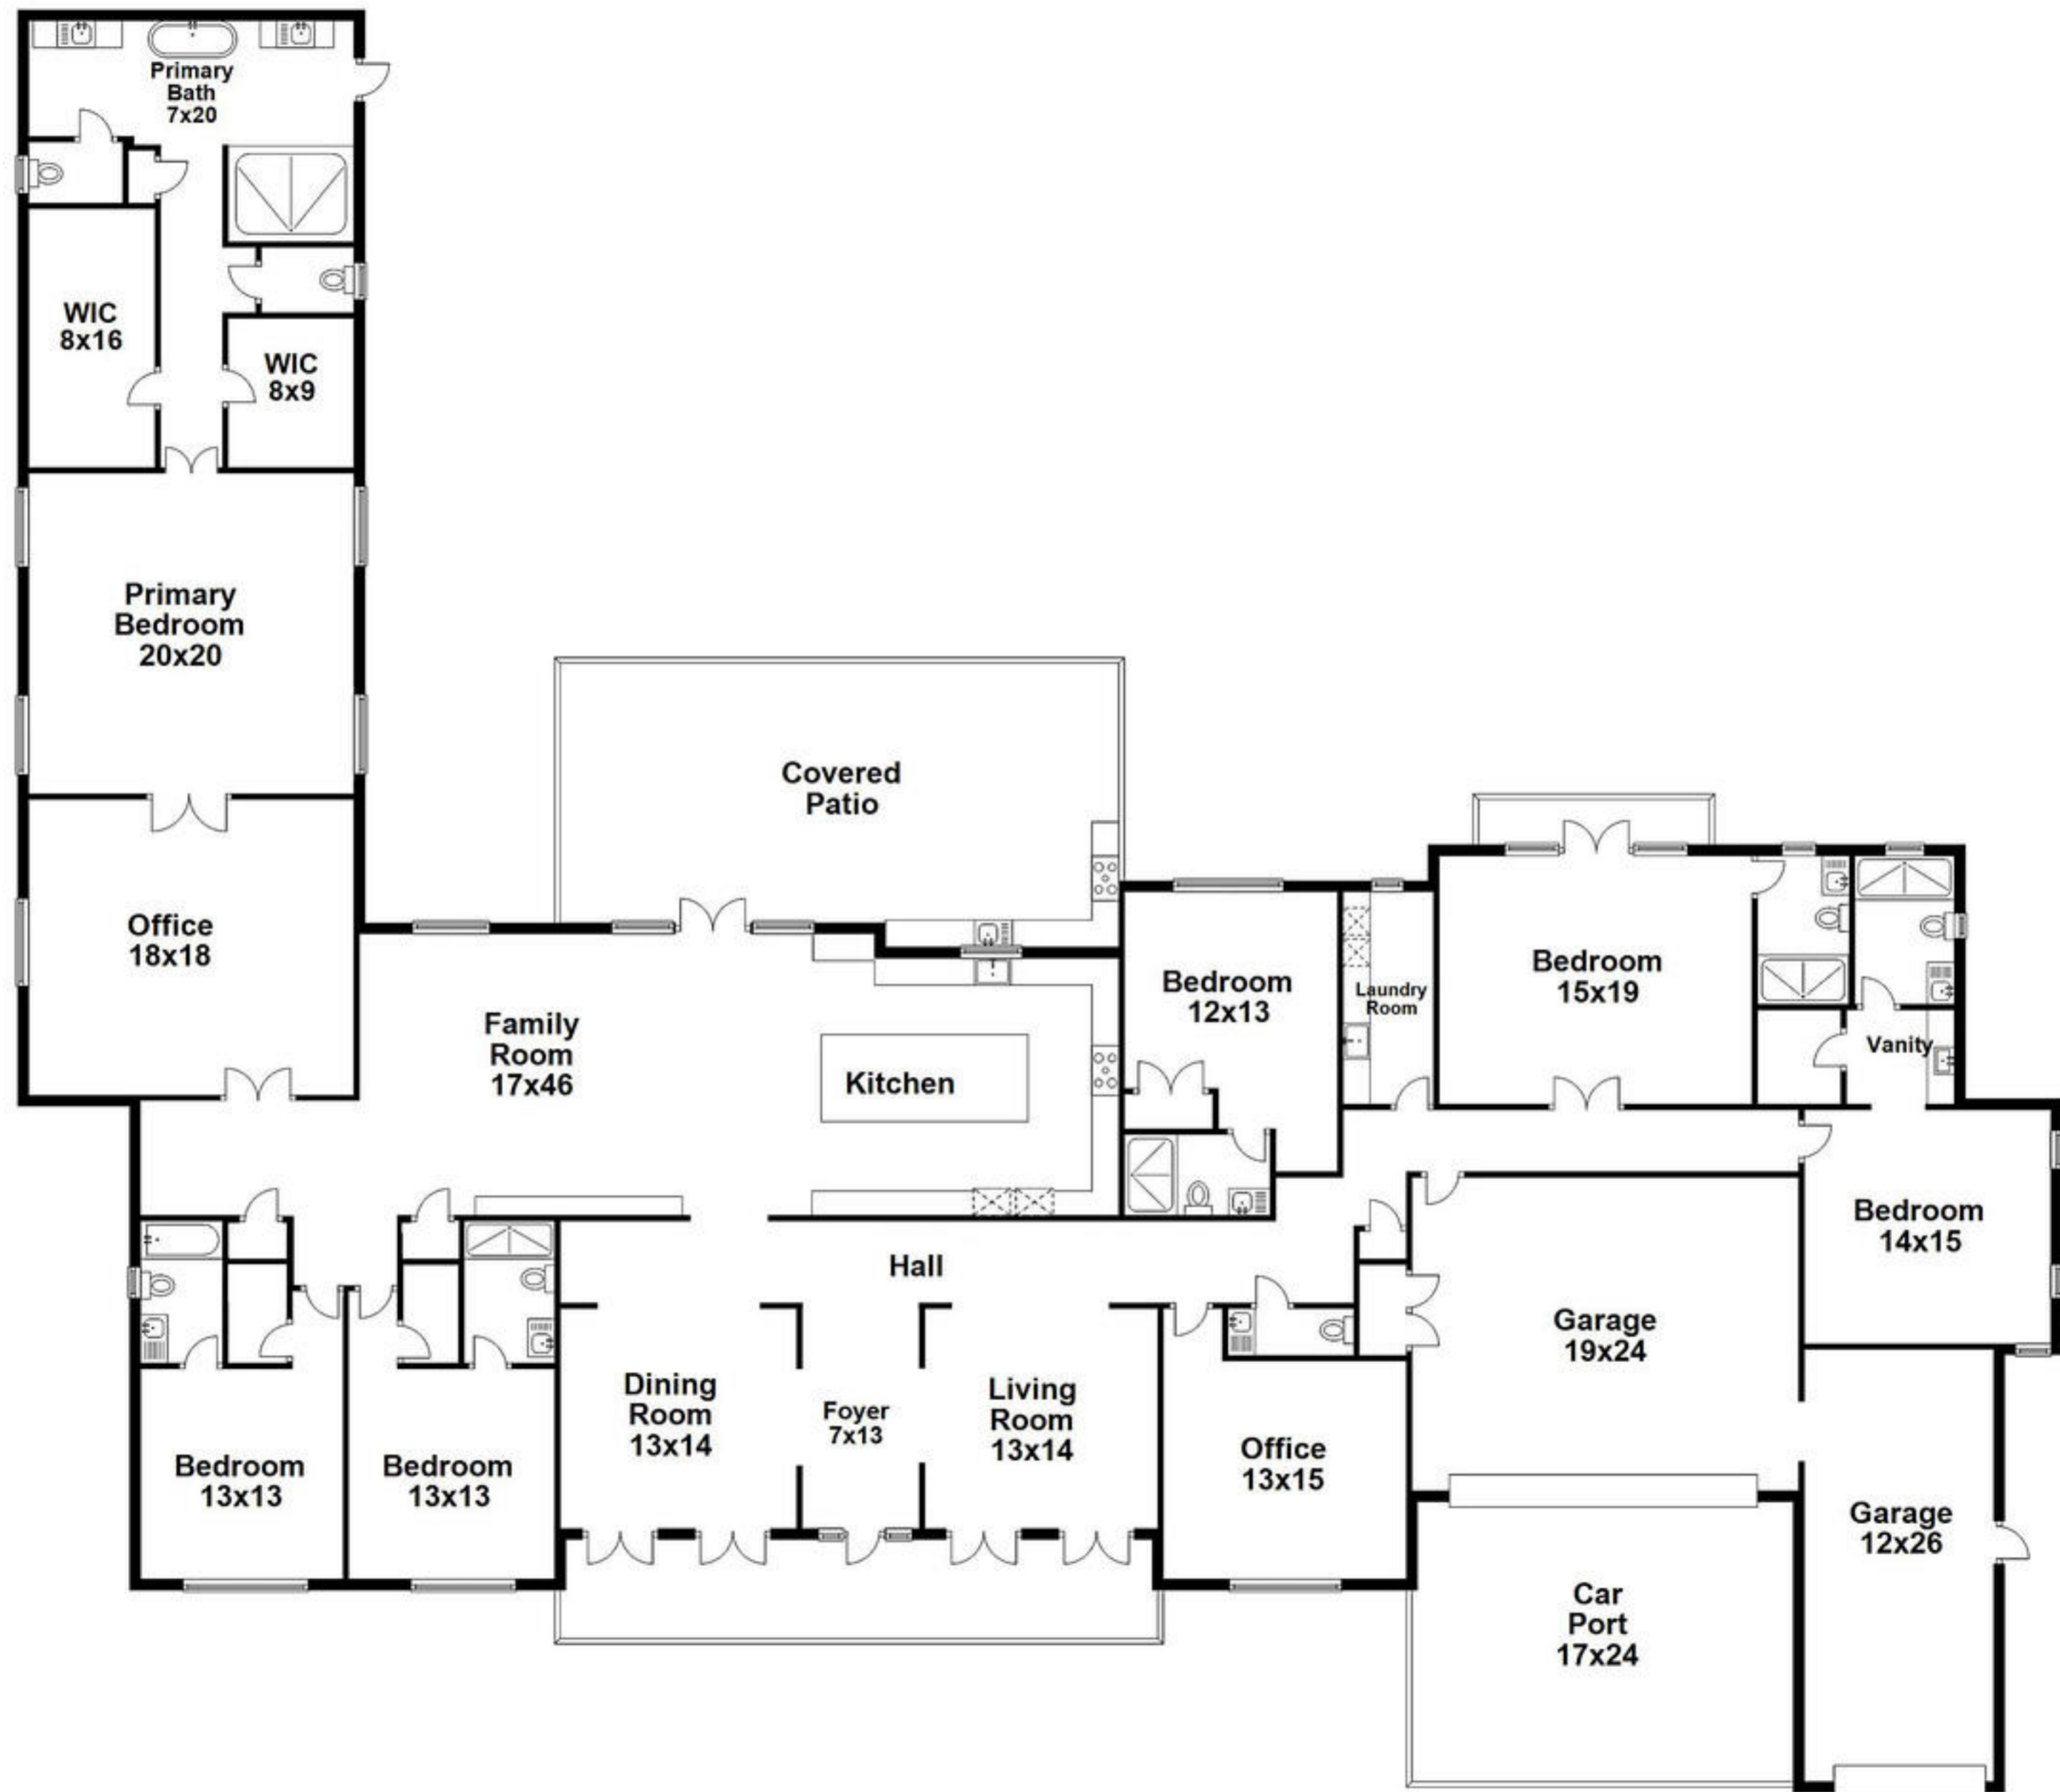 Primary
Bath
7x20
WIC
8x16
WIC
8x9
Primary
Bedroom
20x20
Covered
Patio
Office
18x18
Family
Room
17x46
Kitchen
Bedroom
12x13
Laundry
Room
Bedroom
15x19
Vanity
Bedroom
14x15
Hall
Garage
19x24
Dining
Room
13x14
Foyer
7x13
Living
Room
13x14
Office
13x15
Bedroom
13x13
Bedroom
13x13
Garage
12x26
Car
Port
17x24